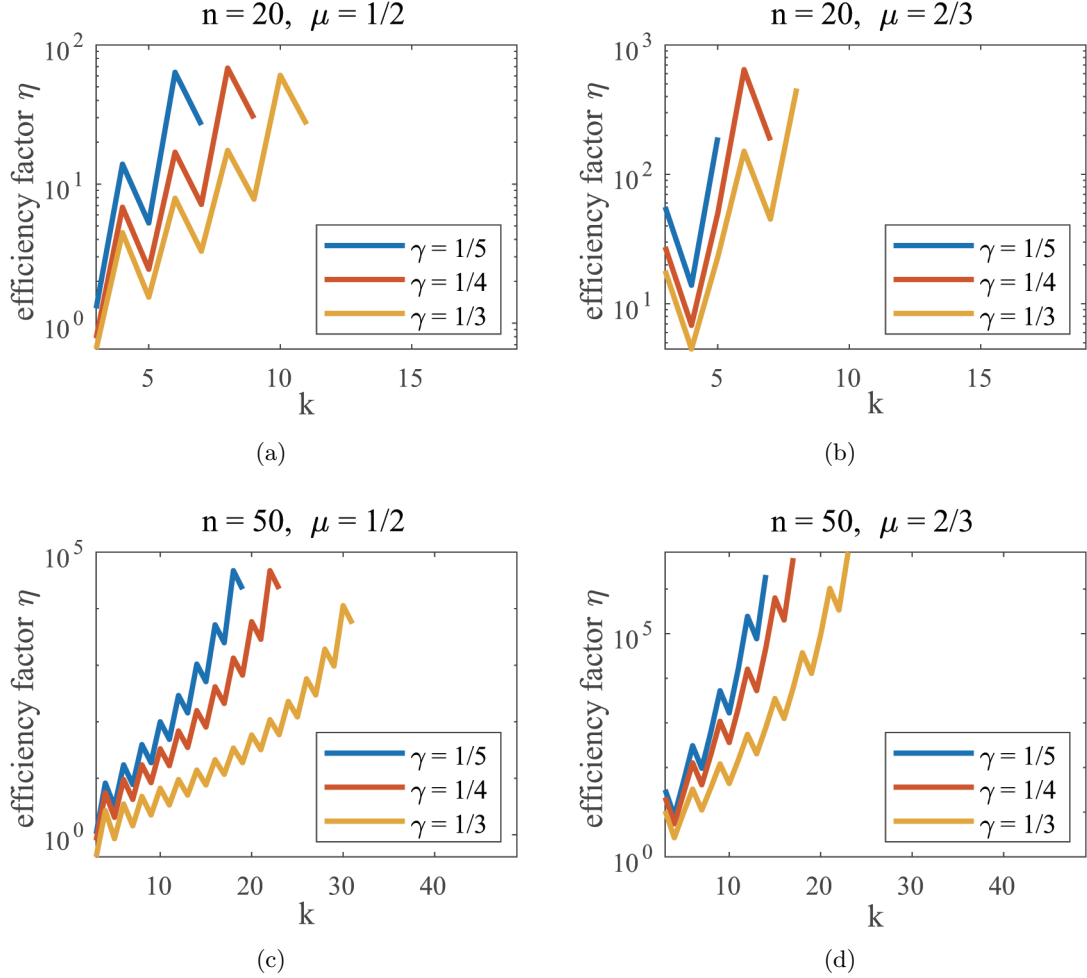 n = 20, μ = 1/2
efficiency factor η
10^2
10^1
10^0
γ = 1/5
γ = 1/4
γ = 1/3
5 10 15
k
(a)
n = 20, μ = 2/3
efficiency factor η
10^3
10^2
10^1
γ = 1/5
γ = 1/4
γ = 1/3
5 10 15
k
(b)
n = 50, μ = 1/2
efficiency factor η
10^5
10^0
γ = 1/5
γ = 1/4
γ = 1/3
10 20 30 40
k
(c)
n = 50, μ = 2/3
efficiency factor η
10^5
10^0
γ = 1/5
γ = 1/4
γ = 1/3
10 20 30 40
k
(d)